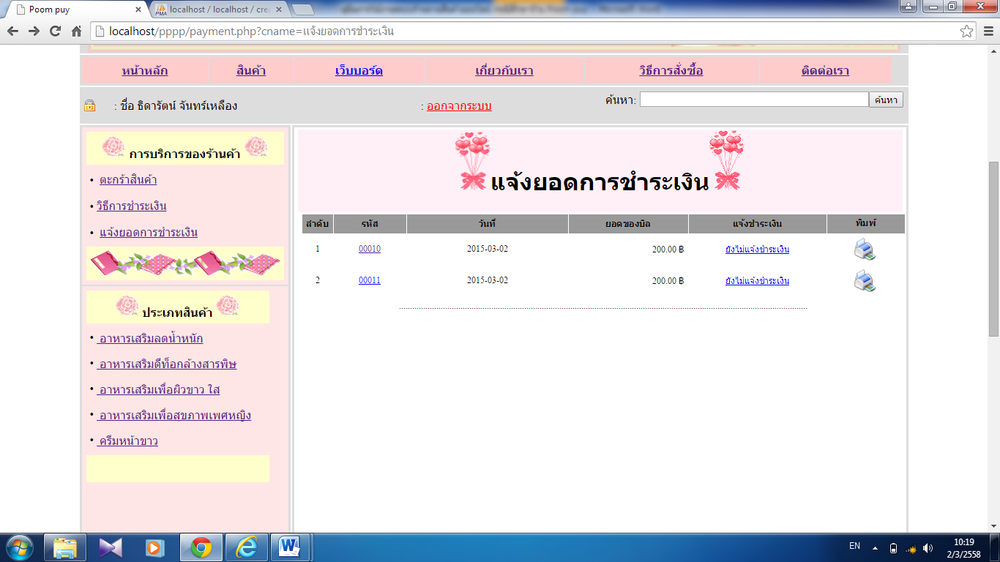 Poom puy
localhost / localhost / crea
localhost/pppp/payment.php?cname=แจ้งยอดการชำระเงิน
หน้าหลัก สินค้า เว็บบอร์ด เกี่ยวกับเรา วิธีการสั่งซื้อ ติดต่อเรา
: ชื่อ ธิดารัตน์ จันทร์เหลือง : ออกจากระบบ ค้นหา: ค้นหา
การบริการของร้านค้า
• ตะกร้าสินค้า
• วิธีการชำระเงิน
• แจ้งยอดการชำระเงิน
ประเภทสินค้า
• อาหารเสริมลดน้ำหนัก
• อาหารเสริมดีท็อกล้างสารพิษ
• อาหารเสริมเพื่อผิวขาว ใส
• อาหารเสริมเพื่อสุขภาพเพศหญิง
• ครีมหน้าขาว
แจ้งยอดการชำระเงิน
ลำดับ รหัส วันที่ ยอดของบิล แจ้งชำระเงิน พิมพ์
1 00010 2015-03-02 200.00 ฿ ยังไม่แจ้งชำระเงิน
2 00011 2015-03-02 200.00 ฿ ยังไม่แจ้งชำระเงิน
EN
10:19
2/3/2558